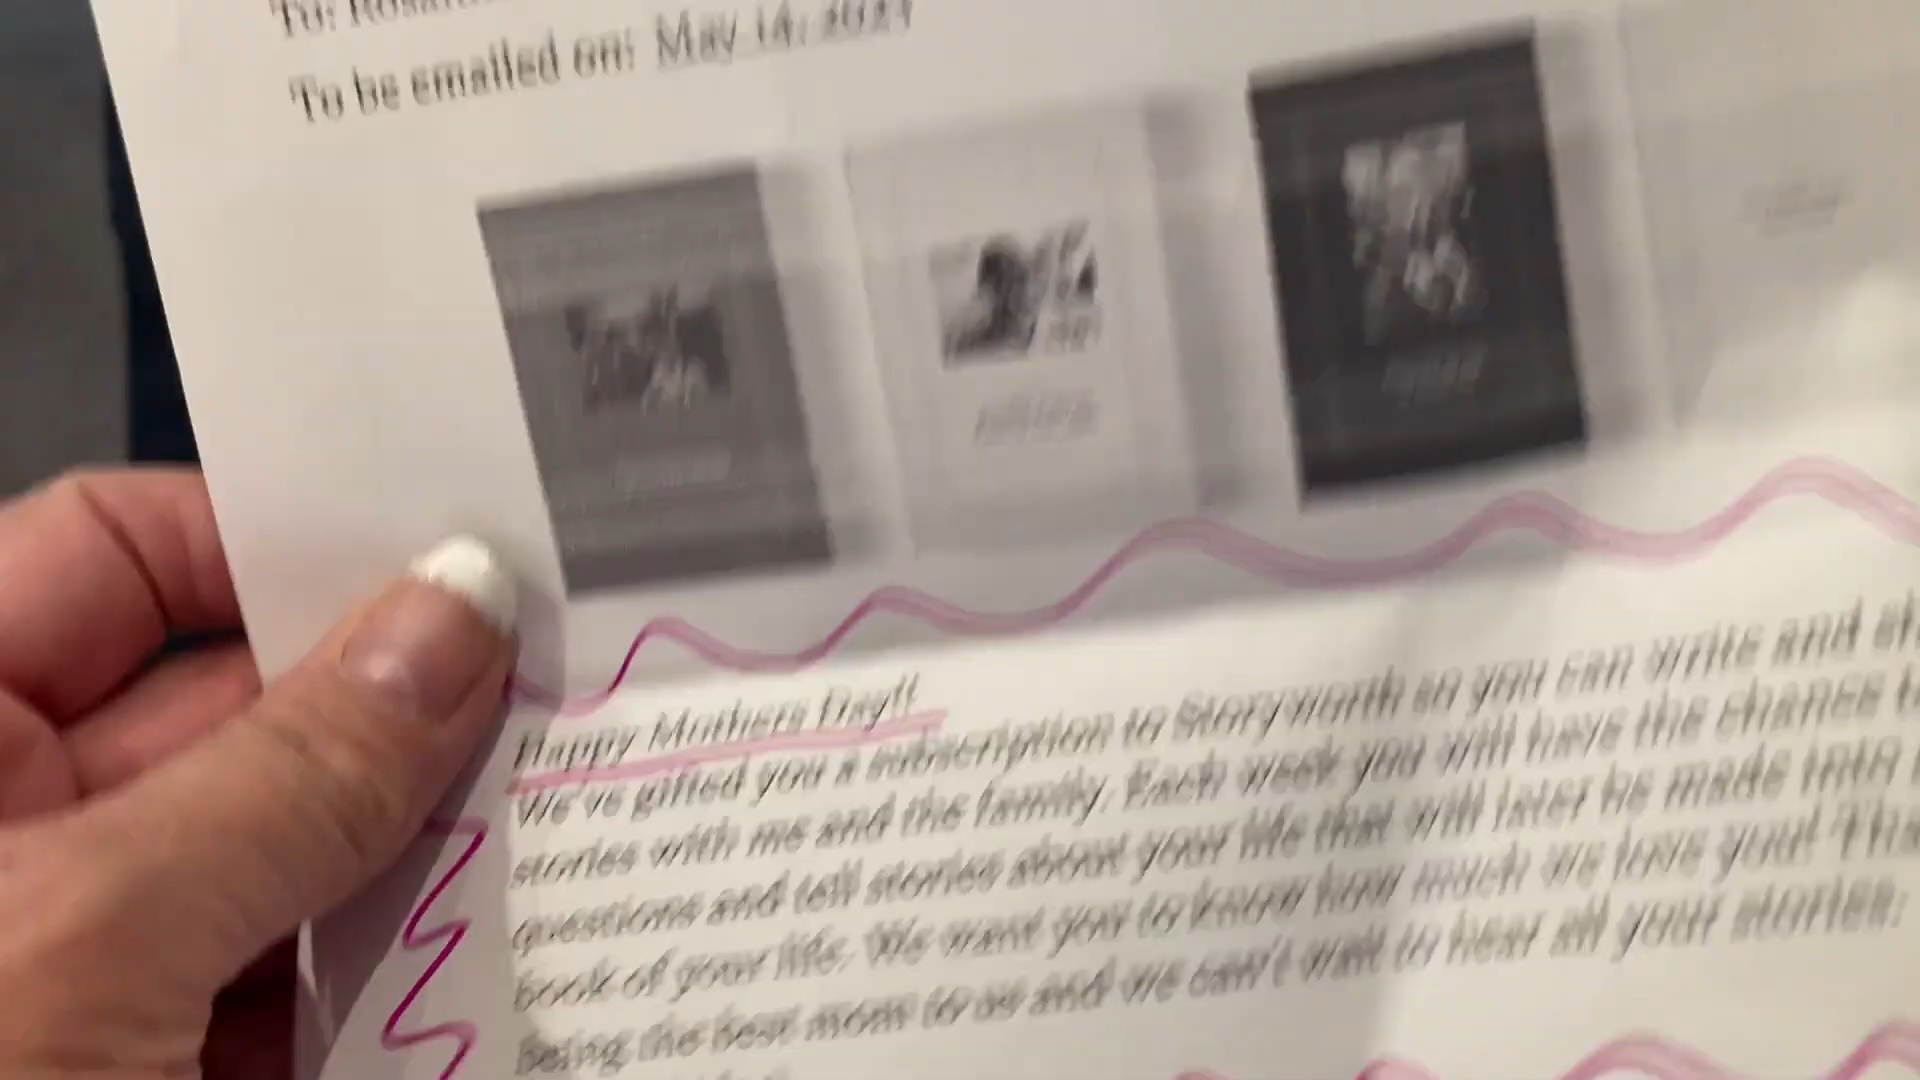 To:
To be emailed on: May 14, 2023
Happy Mothers Day!!
We've gifted you a subscription to Storyworth so you can write and
stories with me and the family. Each week you will have the chance
questions and tell stories about your life that will later be made into
book of your life. We want you to know how much we love you!
being the best mom to us and we can't wait to hear all your stories.